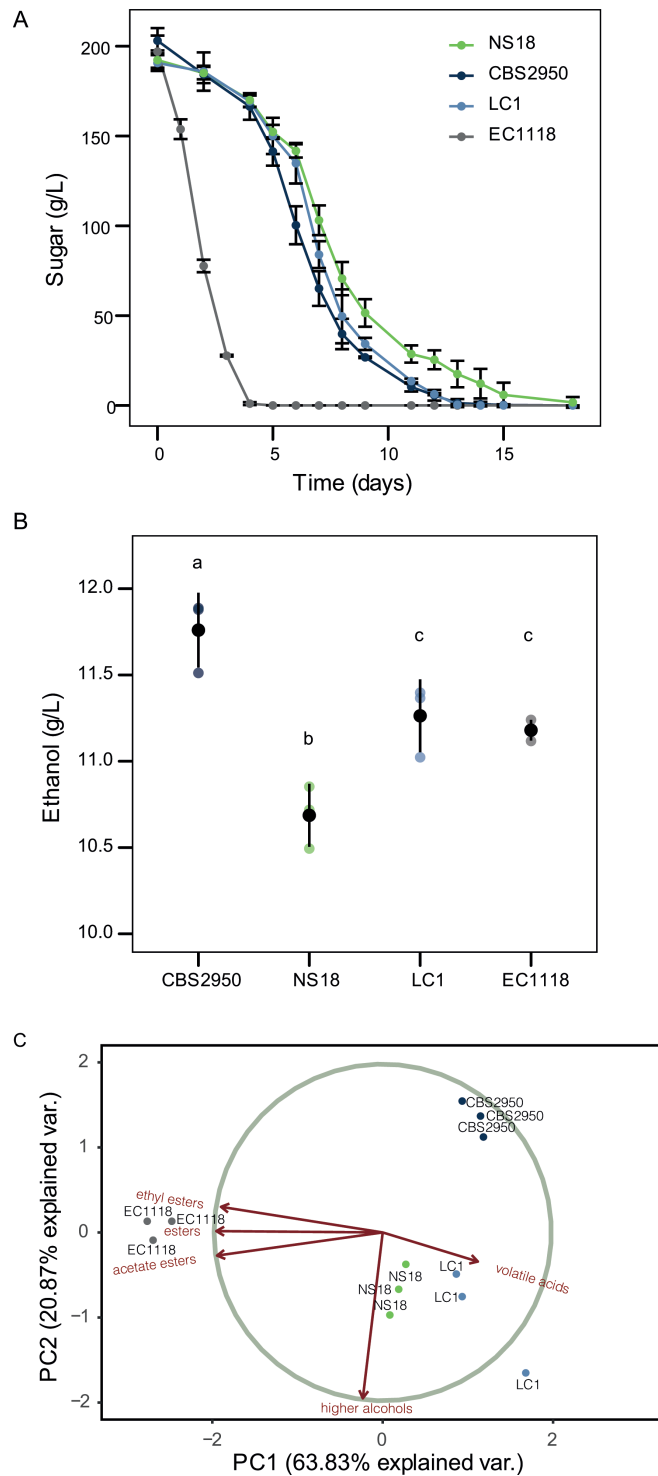 A
NS18
CBS2950
LC1
EC1118
200
150
100
50
0
Sugar (g/L)
0
5
10
15
Time (days)
B
a
b
c
c
12.0
11.5
11.0
10.5
10.0
Ethanol (g/L)
CBS2950
NS18
LC1
EC1118
C
2
1
0
−1
−2
PC2 (20.87% explained var.)
CBS2950
CBS2950
CBS2950
ethyl esters
EC1118
EC1118
esters
EC1118
acetate esters
NS18
NS18
NS18
LC1
volatile acids
LC1
LC1
higher alcohols
−2
0
2
PC1 (63.83% explained var.)